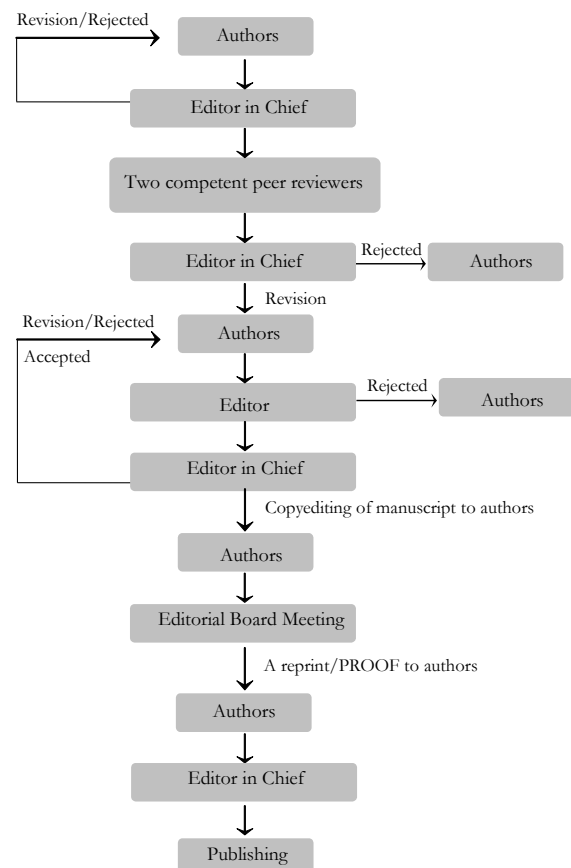 Revision/Rejected
Authors
Editor in Chief
Two competent peer reviewers
Editor in Chief
Rejected
Authors
Revision
Revision/Rejected
Authors
Accepted
Rejected
Editor
Authors
Editor in Chief
Copyediting of manuscript to authors
Authors
Editorial Board Meeting
A reprint/PROOF to authors
Authors
Editor in Chief
Publishing